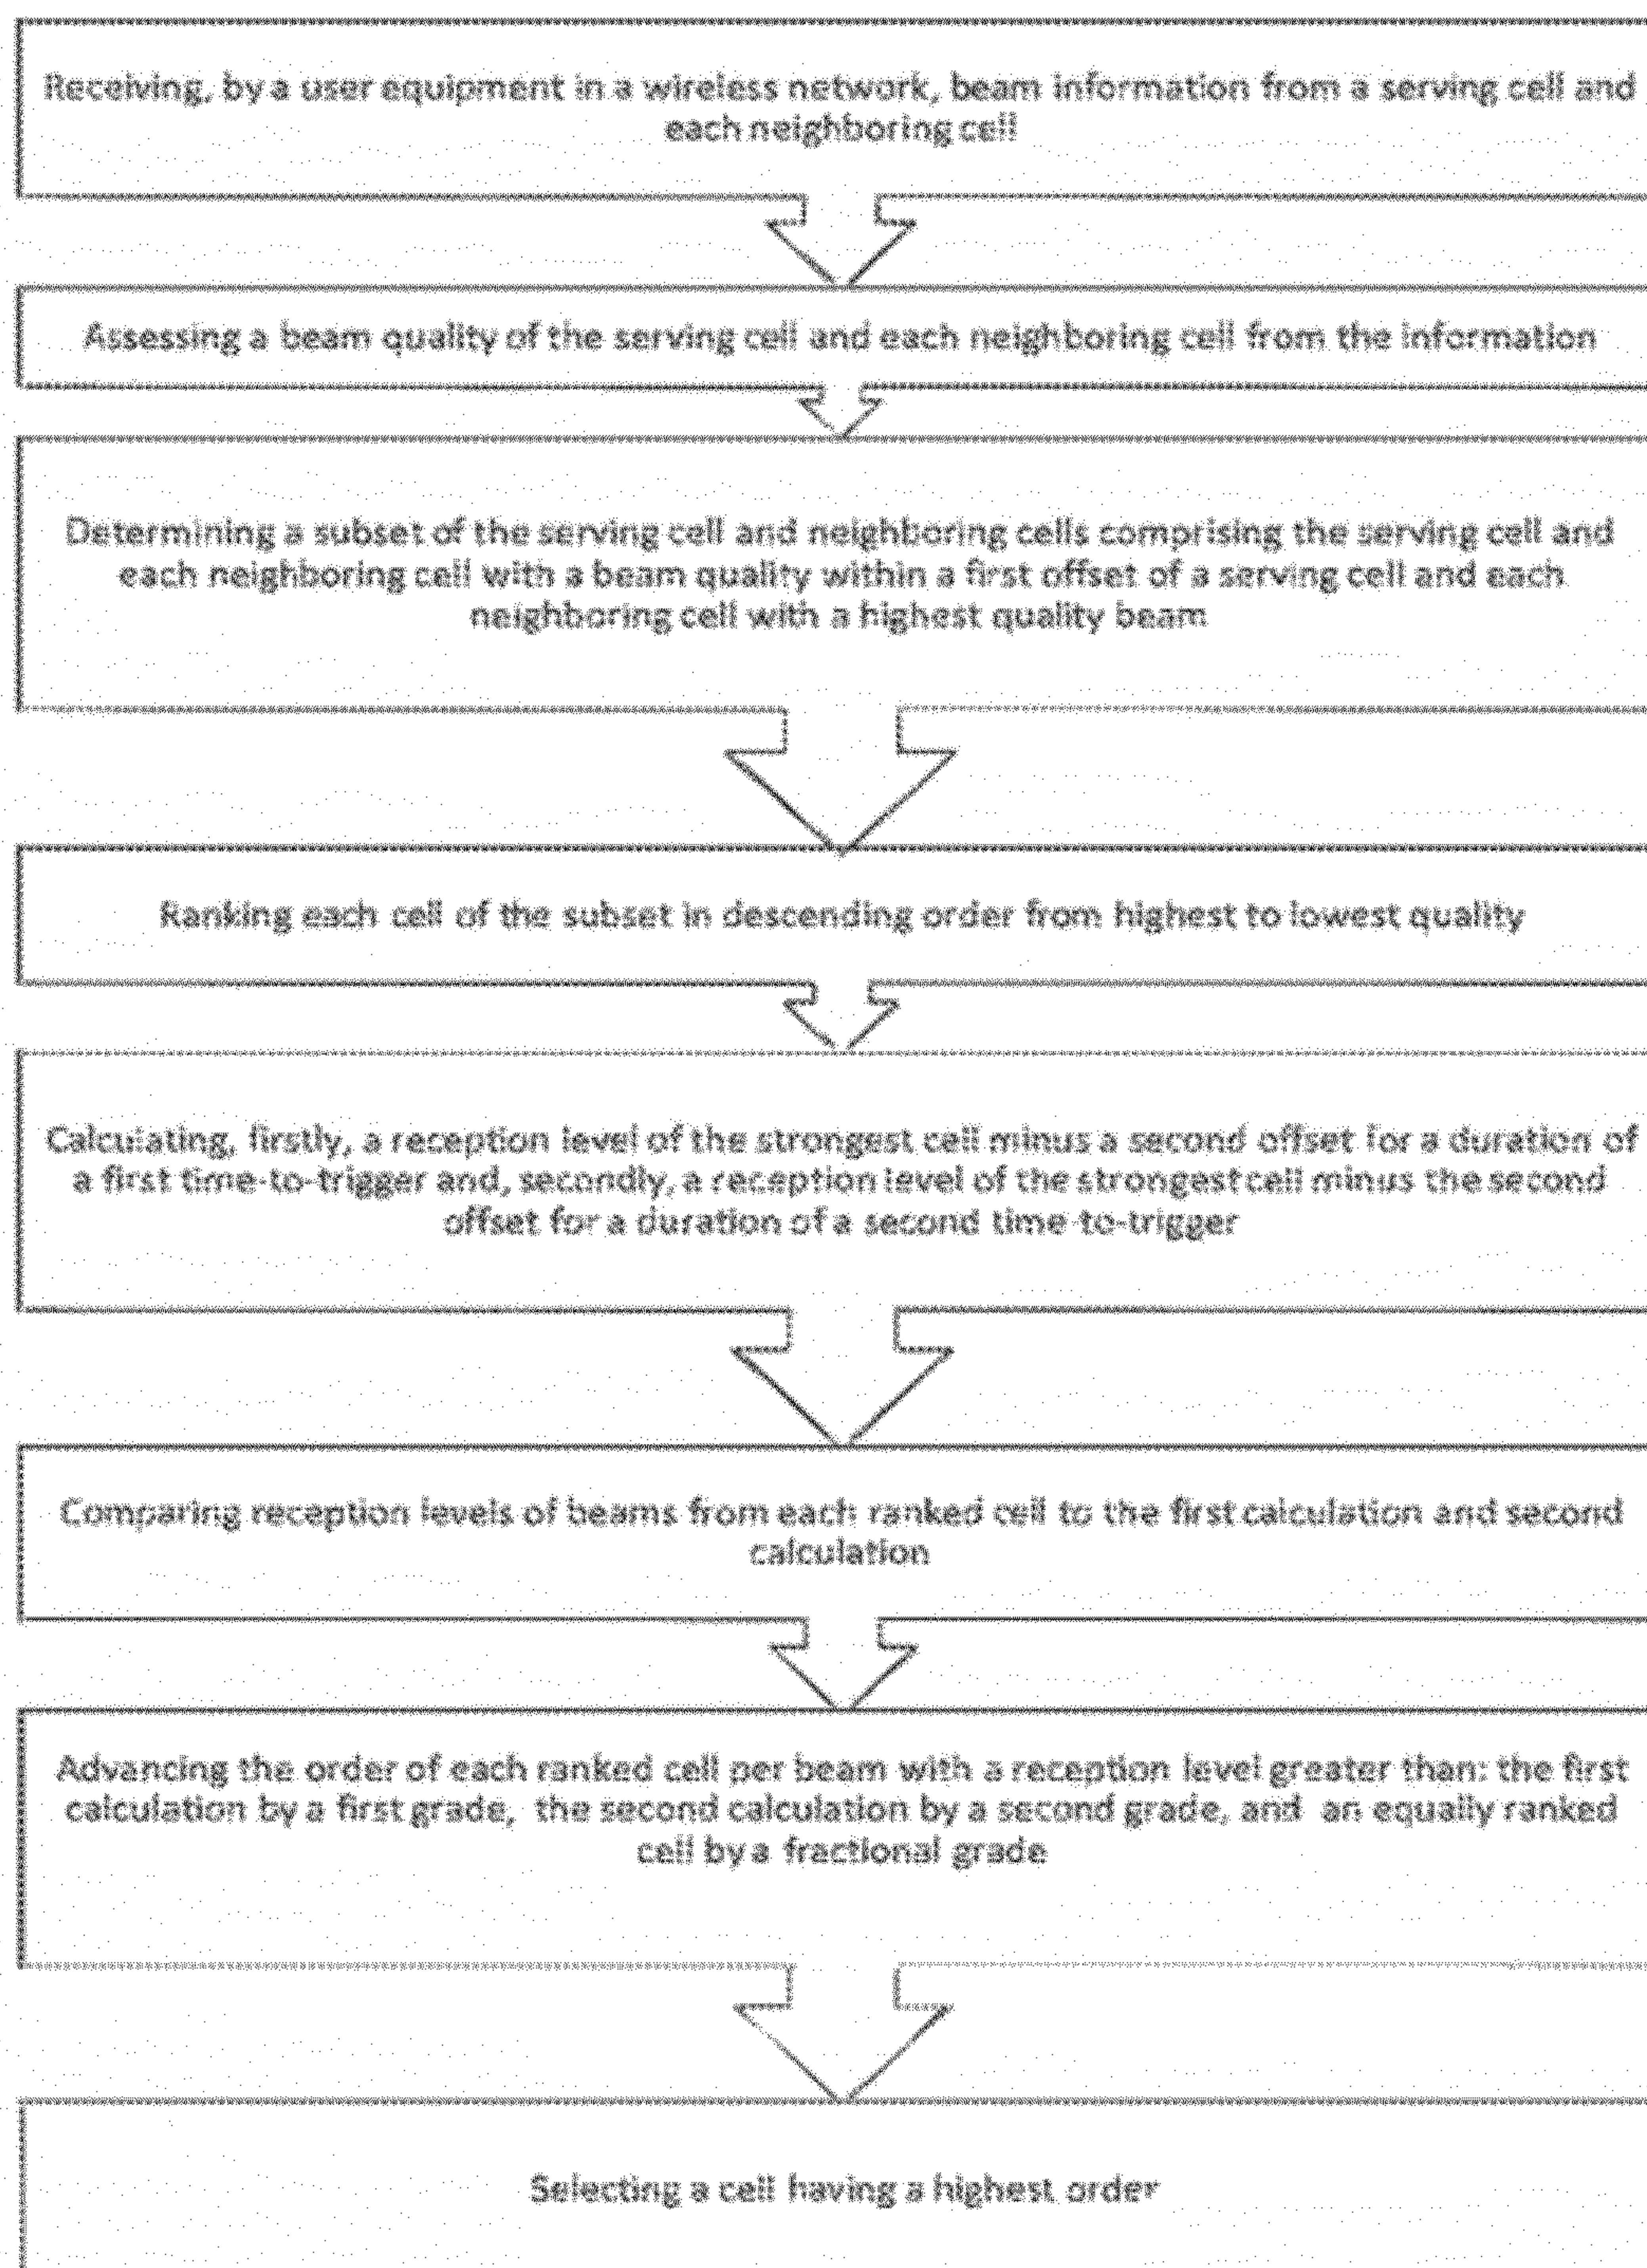 Receiving, by a user equipment in a wireless network, beam information from a serving cell and
each neighboring cell
Assessing a beam quality of the serving cell and each neighboring cell from the information
Determining a subset of the serving cell and neighboring cells comprising the serving cell and
each neighboring cell with a beam quality within a first offset of a serving cell and each
neighboring cell with a highest quality beam
Ranking each cell of the subset in descending order from highest to lowest quality
Calculating, firstly, a reception level of the strongest cell minus a second offset for a duration of
a first time-to-trigger and, secondly, a reception level of the strongest cell minus the second
offset for a duration of a second time-to-trigger
Comparing reception levels of beams from each ranked cell to the first calculation and second
calculation
Advancing the order of each ranked cell per beam with a reception level greater than: the first
calculation by a first grade, the second calculation by a second grade, and an equally ranked
cell by a fractional grade
Selecting a cell having a highest order